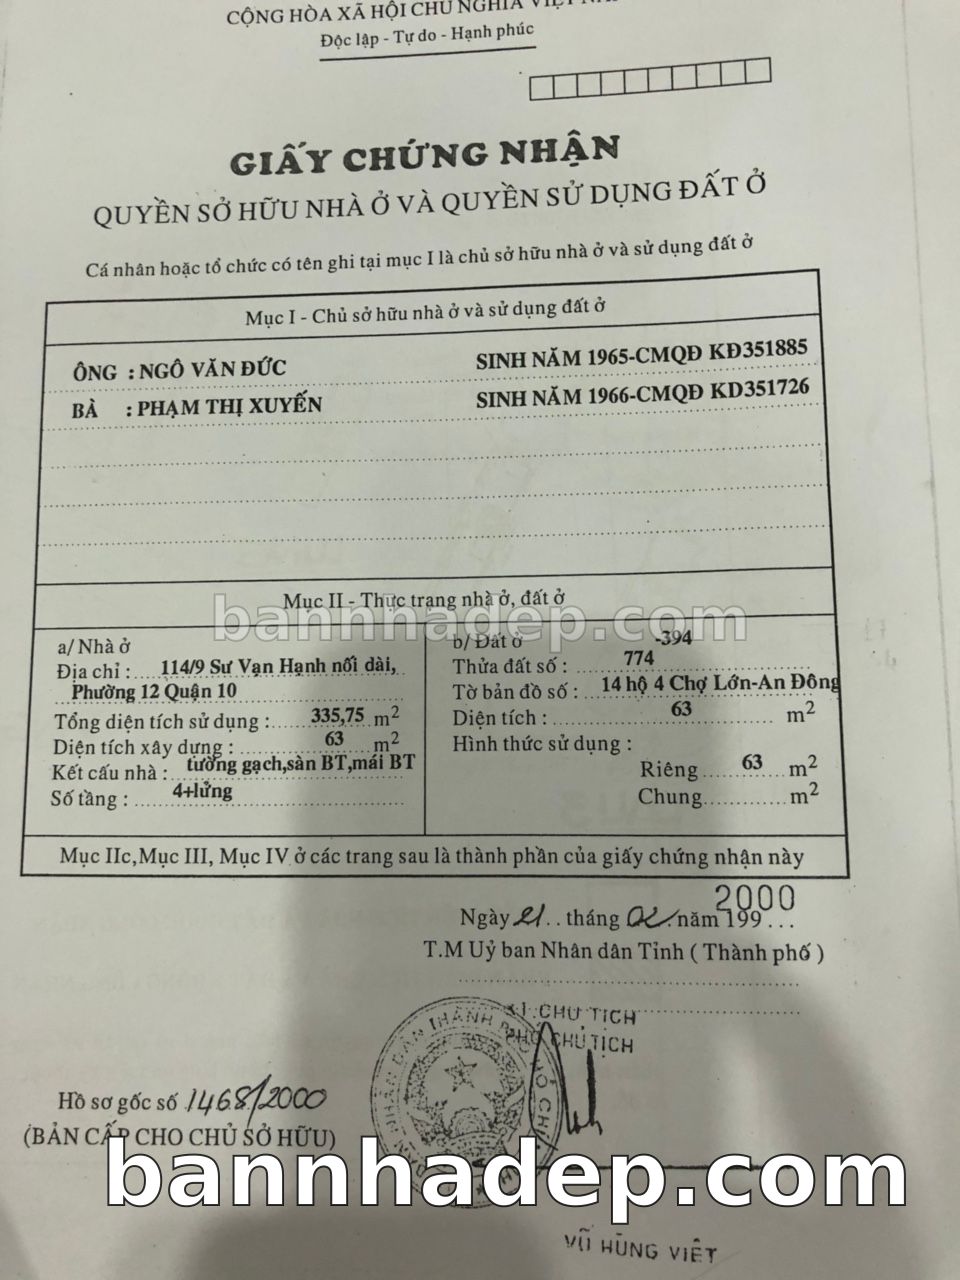 CỘNG HÒA XÃ HỘI CHỦ NGHĨA VIỆT NA
Độc lập - Tự do - Hạnh phúc
GIẤY CHỨNG NHẬN
QUYỀN SỞ HỮU NHÀ Ở VÀ QUYỀN SỬ DỤNG ĐẤT Ở
Cá nhân hoặc tổ chức có tên ghi tại mục I là chủ sở hữu nhà ở và sử dụng đất ở
Mục I - Chủ sở hữu nhà ở và sử dụng đất ở
ÔNG : NGÔ VĂN ĐỨC SINH NĂM 1965-CMQĐ KĐ351885
BÀ : PHẠM THỊ XUYẾN SINH NĂM 1966-CMQĐ KD351726
Mục II - Thực trạng nhà ở, đất ở
bannhadep.com
a/ Nhà ở
Địa chỉ : 114/9 Sư Vạn Hạnh nối dài,
Phường 12 Quận 10
Tổng diện tích sử dụng : 335,75 m2
Diện tích xây dựng : 63 m2
Kết cấu nhà : tường gạch,sàn BT,mái BT
Số tầng : 4+lửng
b/ Đất ở -394
Thửa đất số : 774
Tờ bản đồ số : 14 hộ 4 Chợ Lớn-An Đông
Diện tích : 63 m2
Hình thức sử dụng :
Riêng 63 m2
Chung m2
Mục IIc,Mục III, Mục IV ở các trang sau là thành phần của giấy chứng nhận này
2000
Ngày 21 tháng 02 năm 199...
T.M Uỷ ban Nhân dân Tỉnh ( Thành phố )
KT.CHỦ TỊCH
PHÓ CHỦ TỊCH
Hồ sơ gốc số 1468/2000
(BẢN CẤP CHO CHỦ SỞ HỮU)
bannhadep.com
VŨ HÙNG VIỆT